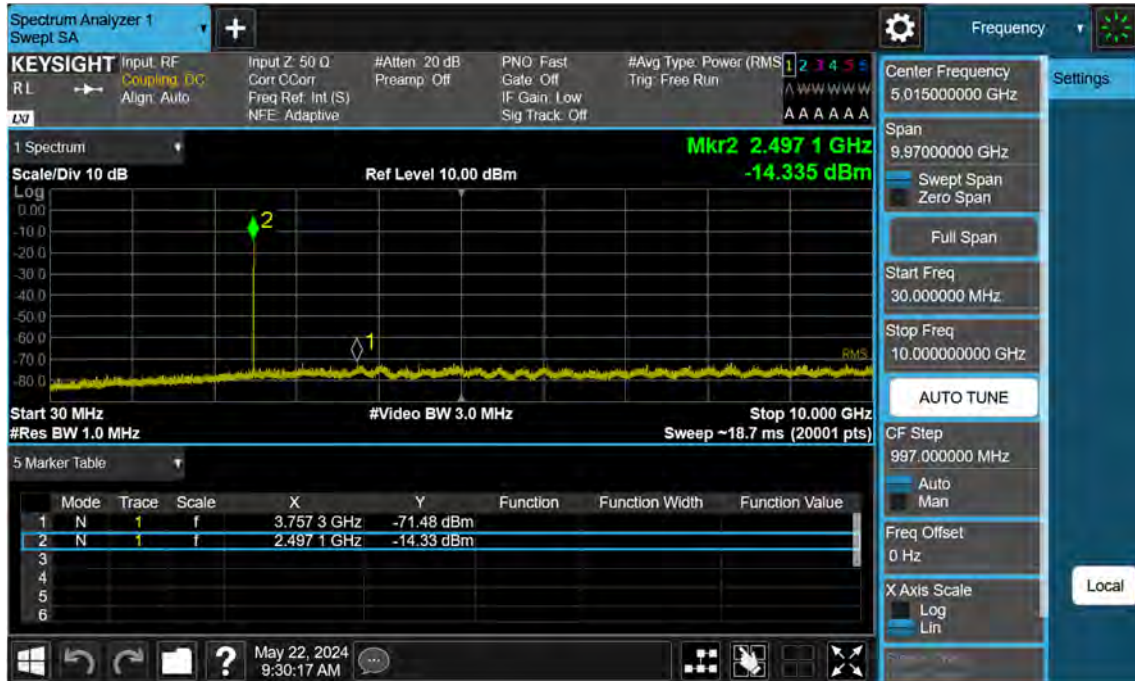 Spectrum Analyzer 1
Swept SA
Frequency
KEYSIGHT
RL
LXI
Input: RF
Coupling: DC
Align: Auto
Input Z: 50 Ω
Corr CCorr
Freq Ref: Int (S)
NFE: Adaptive
#Atten: 20 dB
Preamp: Off
PNO: Fast
Gate: Off
IF Gain: Low
Sig Track: Off
#Avg Type: Power (RMS
Trig: Free Run
1 2 3 4 5 6
A W W W W W
A A A A A A
1 Spectrum
Scale/Div 10 dB
Ref Level 10.00 dBm
Mkr2 2.497 1 GHz
-14.335 dBm
Log
0.00
-10.0
-20.0
-30.0
-40.0
-50.0
-60.0
-70.0
-80.0
2
1
RMS
Start 30 MHz
#Video BW 3.0 MHz
Stop 10.000 GHz
#Res BW 1.0 MHz
Sweep ~18.7 ms (20001 pts)
5 Marker Table
Mode Trace Scale X Y Function Function Width Function Value
1 N 1 f 3.757 3 GHz -71.48 dBm
2 N 1 f 2.497 1 GHz -14.33 dBm
3
4
5
6
May 22, 2024
9:30:17 AM
Center Frequency
5.015000000 GHz
Span
9.97000000 GHz
Swept Span
Zero Span
Full Span
Start Freq
30.000000 MHz
Stop Freq
10.000000000 GHz
AUTO TUNE
CF Step
997.000000 MHz
Auto
Man
Freq Offset
0 Hz
X Axis Scale
Log
Lin
Settings
Local